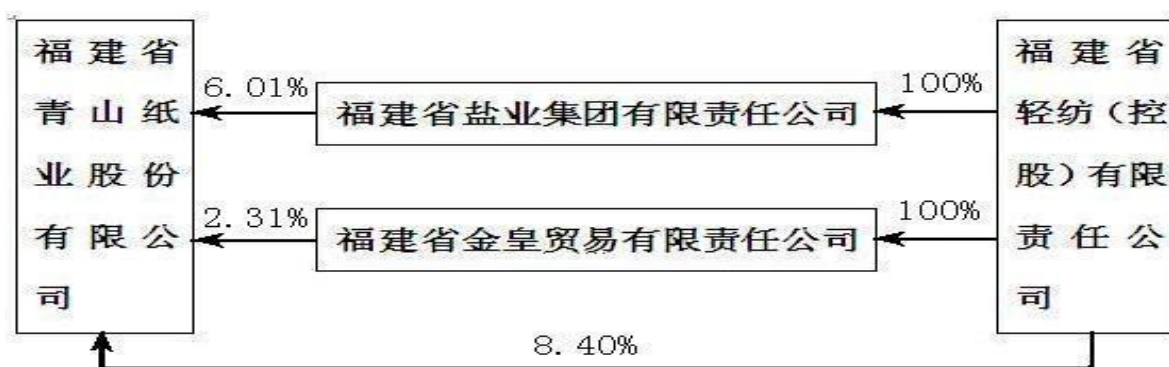 福建省
青山纸
业股份
有限公
司
6.01%
福建省盐业集团有限责任公司
100%
2.31%
福建省金皇贸易有限责任公司
100%
福建省
轻纺（控
股）有限
责任公
司
8.40%